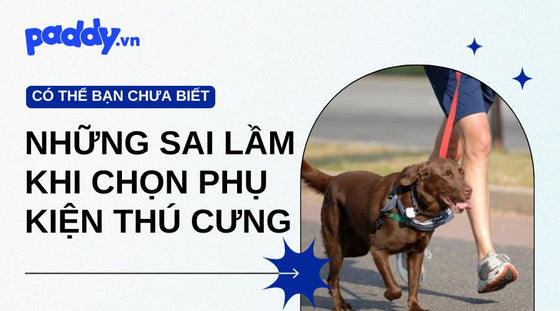 paddy.vn
CÓ THỂ BẠN CHƯA BIẾT
NHỮNG SAI LẦM
KHI CHỌN PHỤ
KIỆN THÚ CƯNG